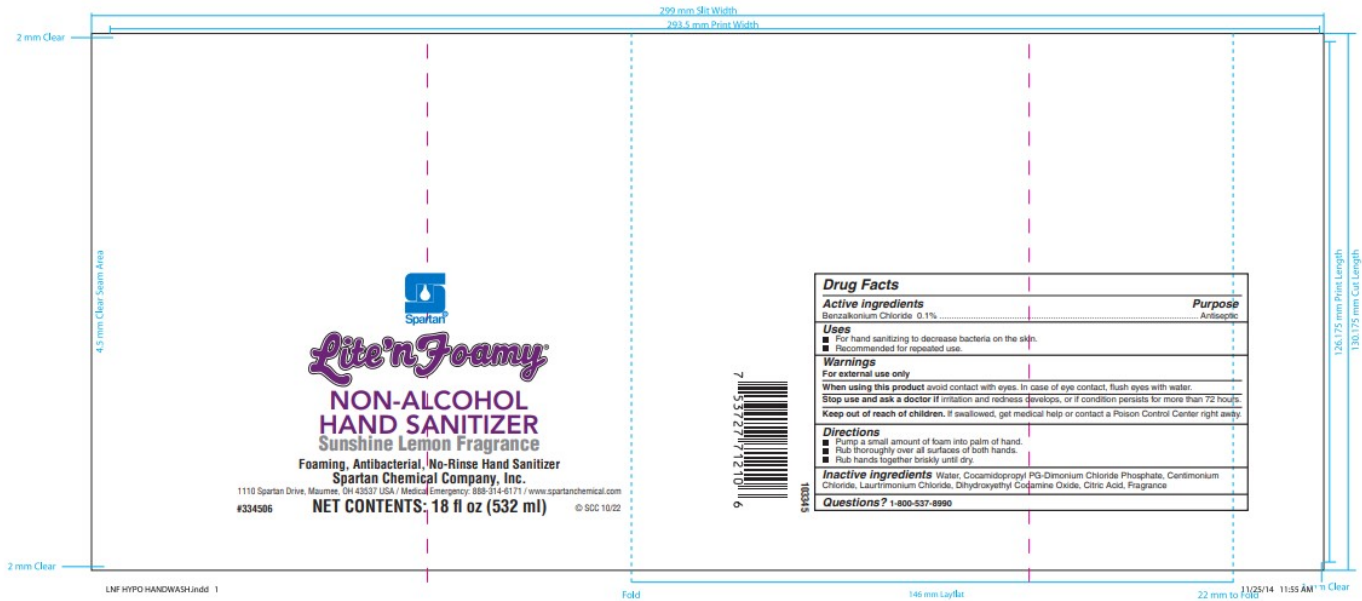 299 mm Slit Width
293.5 mm Print Width
2 mm Clear
4.5 mm Clear Seam Area
126.175 mm Print Length
130.175 mm Cut Length
Spartan®
Lite'n Foamy®
NON-ALCOHOL
HAND SANITIZER
Sunshine Lemon Fragrance
Foaming, Antibacterial, No-Rinse Hand Sanitizer
Spartan Chemical Company, Inc.
1110 Spartan Drive, Maumee, OH 43537 USA / Medical Emergency: 888-314-6171 / www.spartanchemical.com
#334506 NET CONTENTS: 18 fl oz (532 ml) © SCC 10/22
7 53727 71210 6
103345
Drug Facts
Active ingredients Purpose
Benzalkonium Chloride 0.1% ........ Antiseptic
Uses
■ For hand sanitizing to decrease bacteria on the skin.
■ Recommended for repeated use.
Warnings
For external use only
When using this product avoid contact with eyes. In case of eye contact, flush eyes with water.
Stop use and ask a doctor if irritation and redness develops, or if condition persists for more than 72 hours.
Keep out of reach of children. If swallowed, get medical help or contact a Poison Control Center right away.
Directions
■ Pump a small amount of foam into palm of hand.
■ Rub thoroughly over all surfaces of both hands.
■ Rub hands together briskly until dry.
Inactive ingredients Water, Cocamidopropyl PG-Dimonium Chloride Phosphate, Centimonium
Chloride, Laurtrimonium Chloride, Dihydroxyethyl Cocamine Oxide, Citric Acid, Fragrance
Questions? 1-800-537-8990
2 mm Clear
LNF HYPO HANDWASH.indd 1
Fold
146 mm Layflat
22 mm to Fold
11/25/14 11:55 AM
Clear